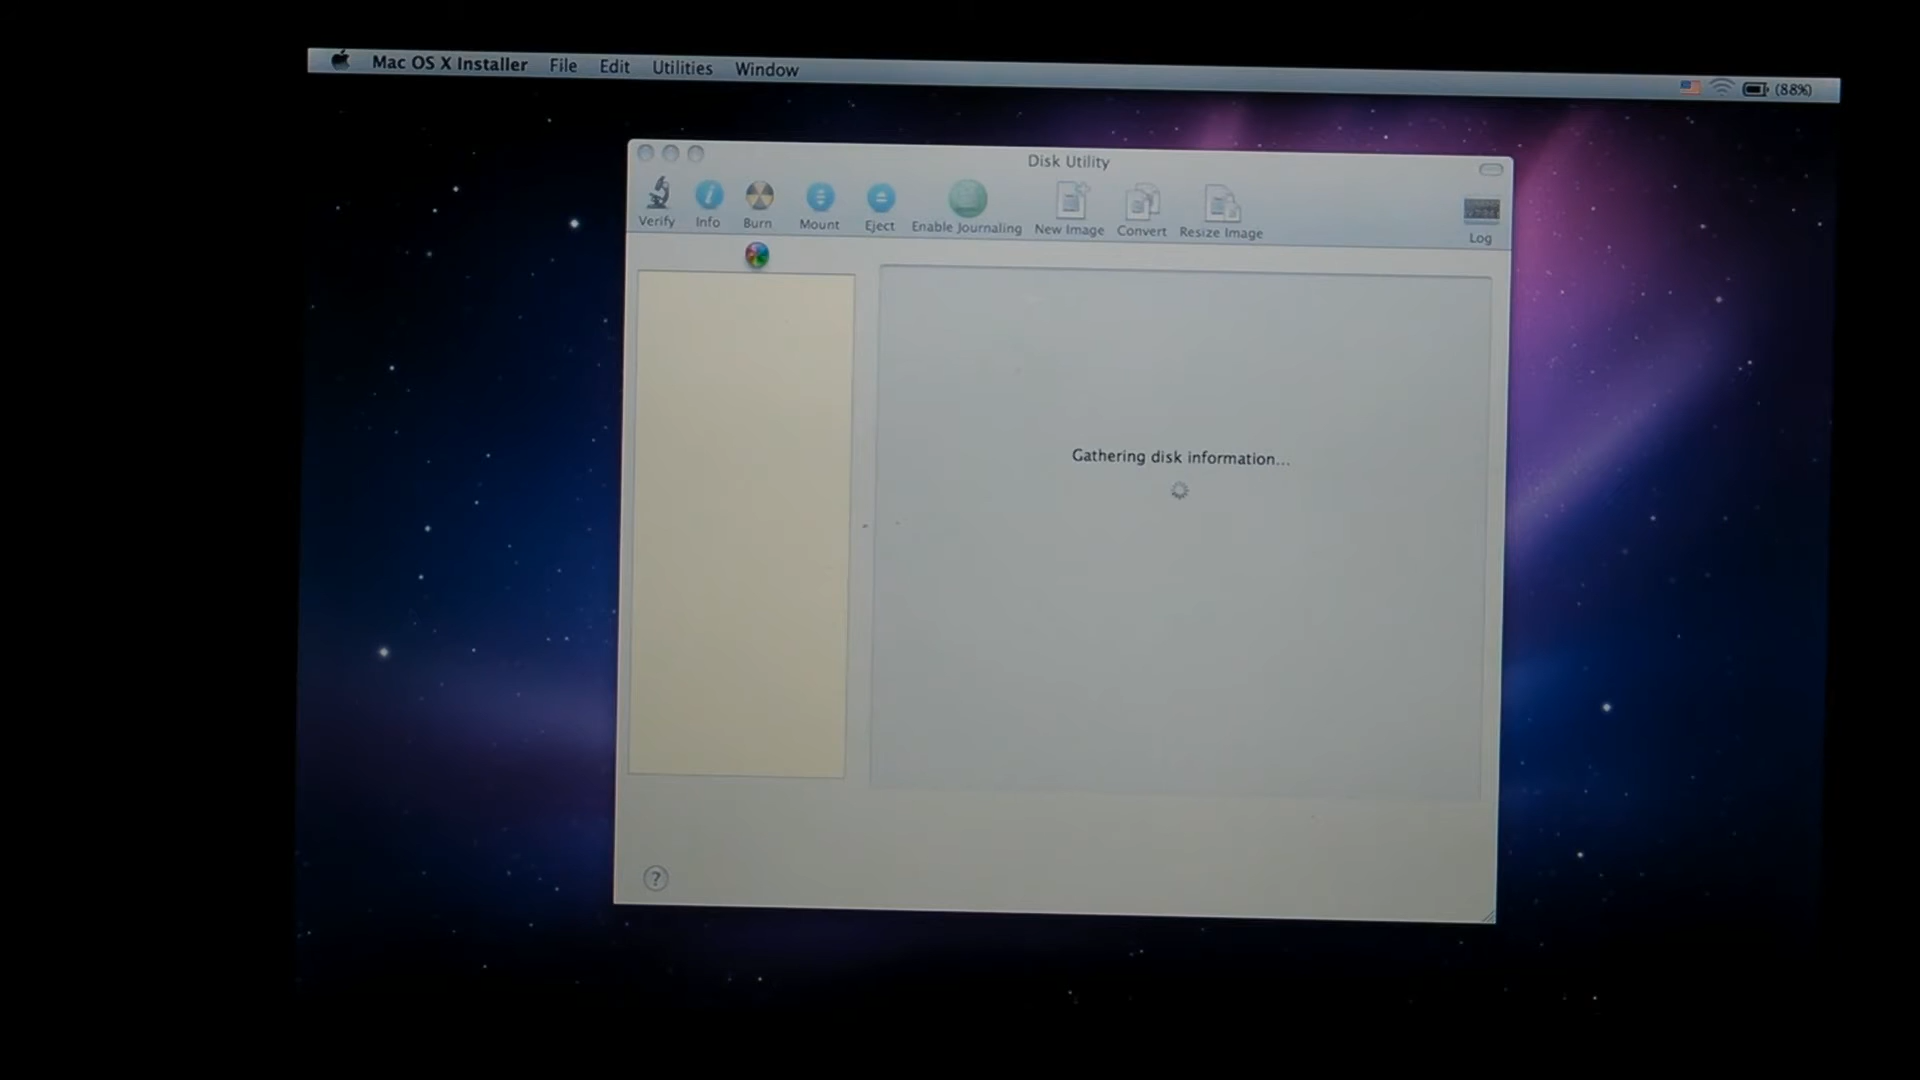 Mac OS X Installer File Edit Utilities Window (88%)
Disk Utility
Verify Info Burn Mount Eject Enable Journaling New Image Convert Resize Image Log
Gathering disk information...
?